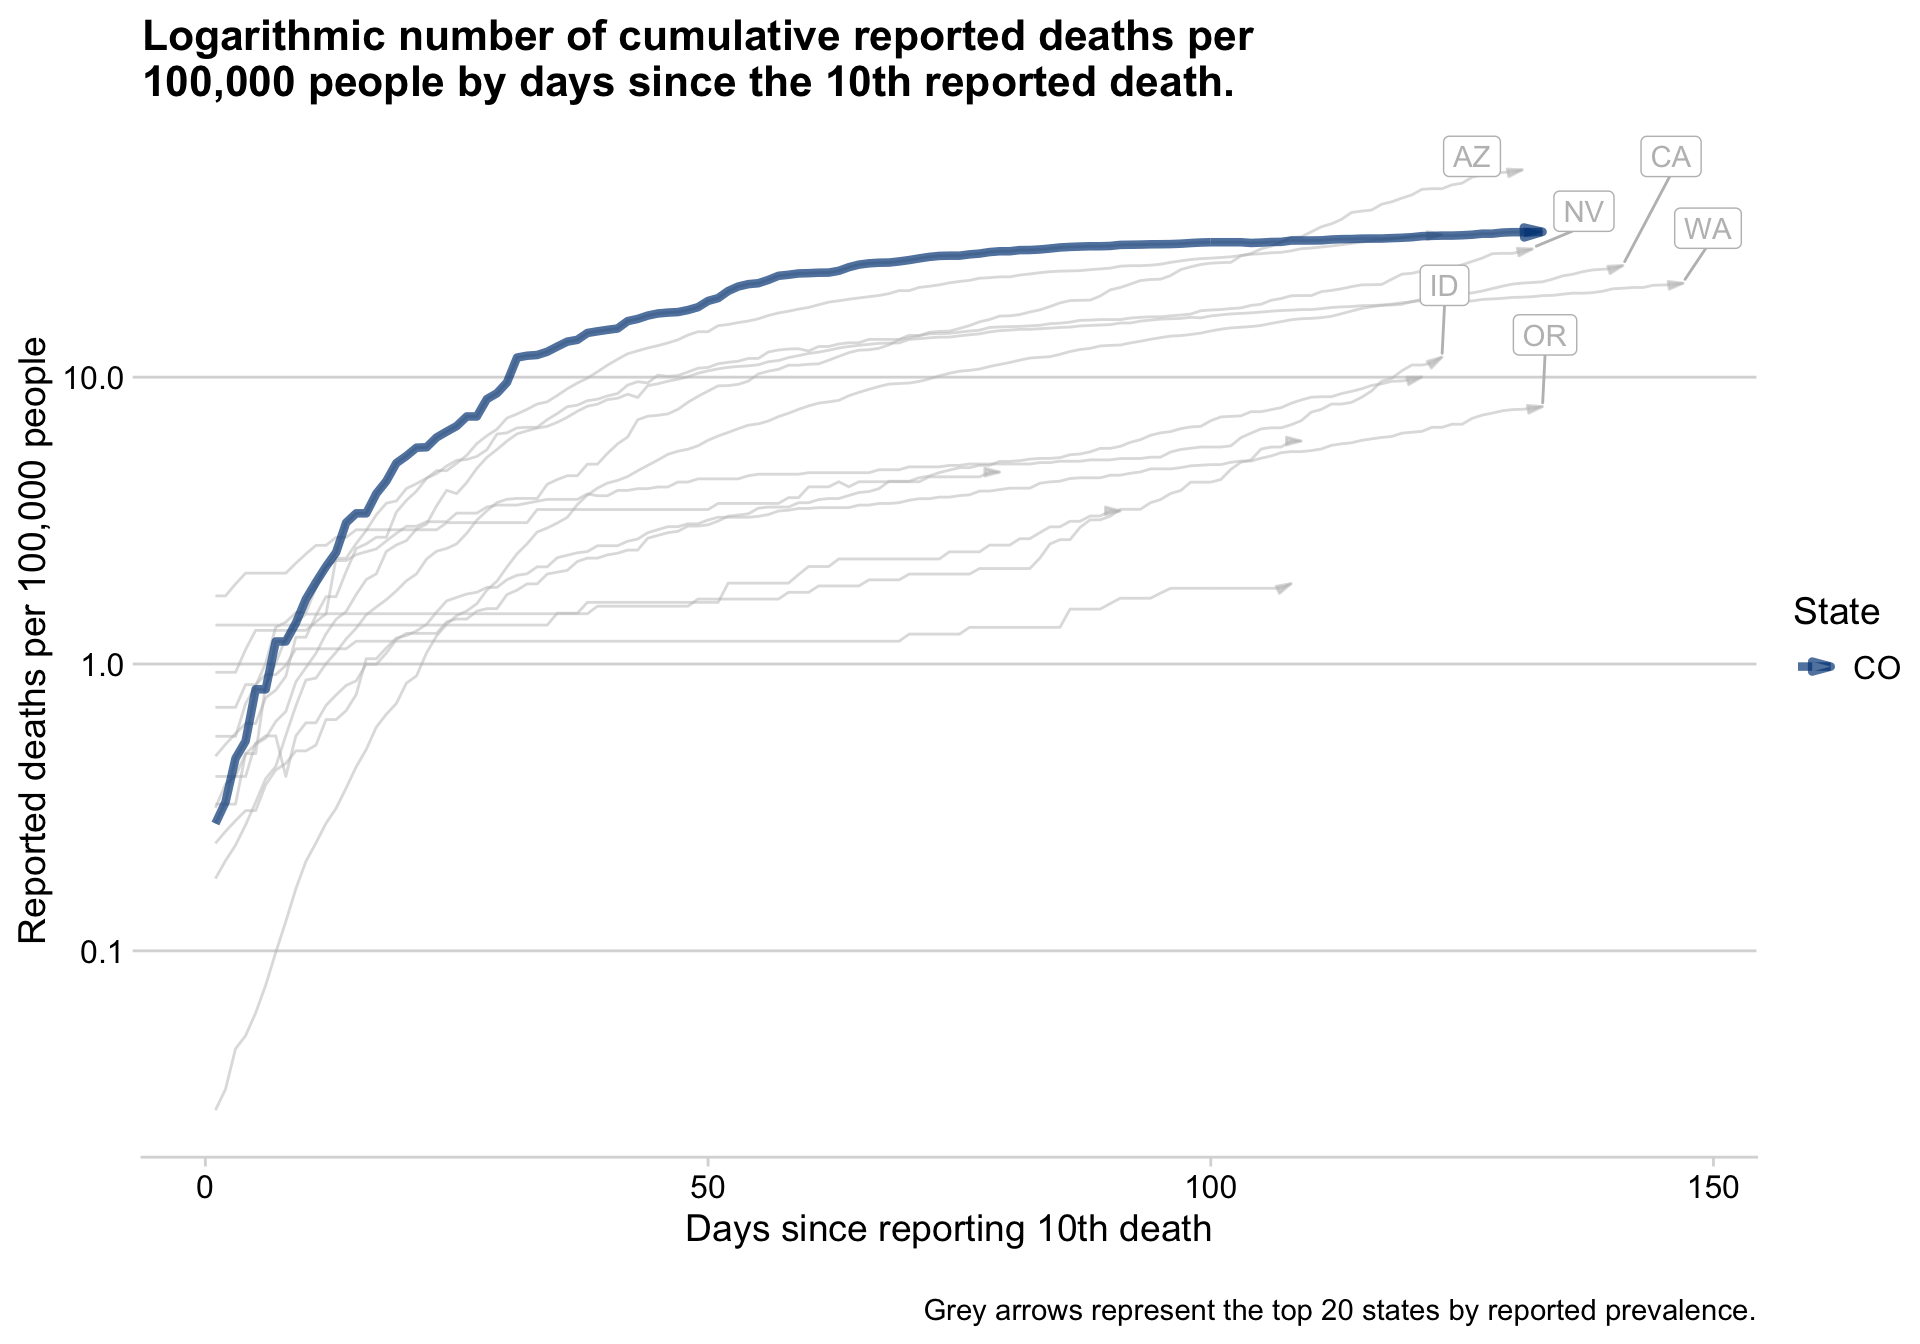 Logarithmic number of cumulative reported deaths per
100,000 people by days since the 10th reported death.
AZ
CA
NV
WA
ID
OR
Reported deaths per 100,000 people
10.0
1.0
0.1
State
CO
0
50
100
150
Days since reporting 10th death
Grey arrows represent the top 20 states by reported prevalence.